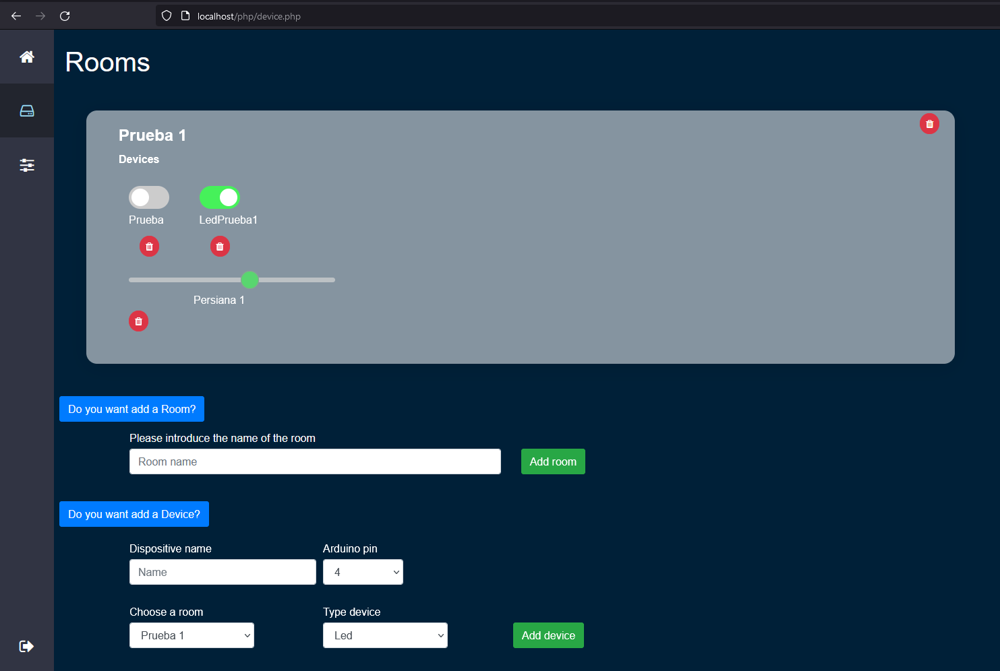 localhost/php/device.php
Rooms
Prueba 1
Devices
Prueba LedPrueba1
Persiana 1
Do you want add a Room?
Please introduce the name of the room
Room name Add room
Do you want add a Device?
Dispositive name Arduino pin
Name 4
Choose a room Type device
Prueba 1 Led Add device